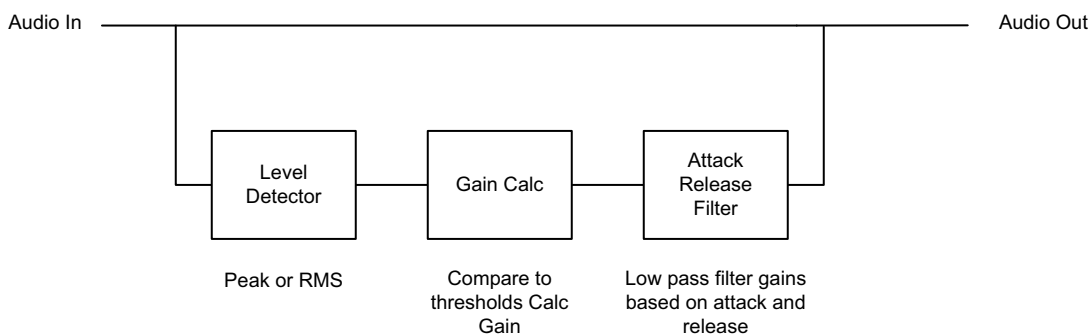 Audio In
Audio Out
Level
Detector
Gain Calc
Attack
Release
Filter
Peak or RMS
Compare to
thresholds Calc
Gain
Low pass filter gains
based on attack and
release